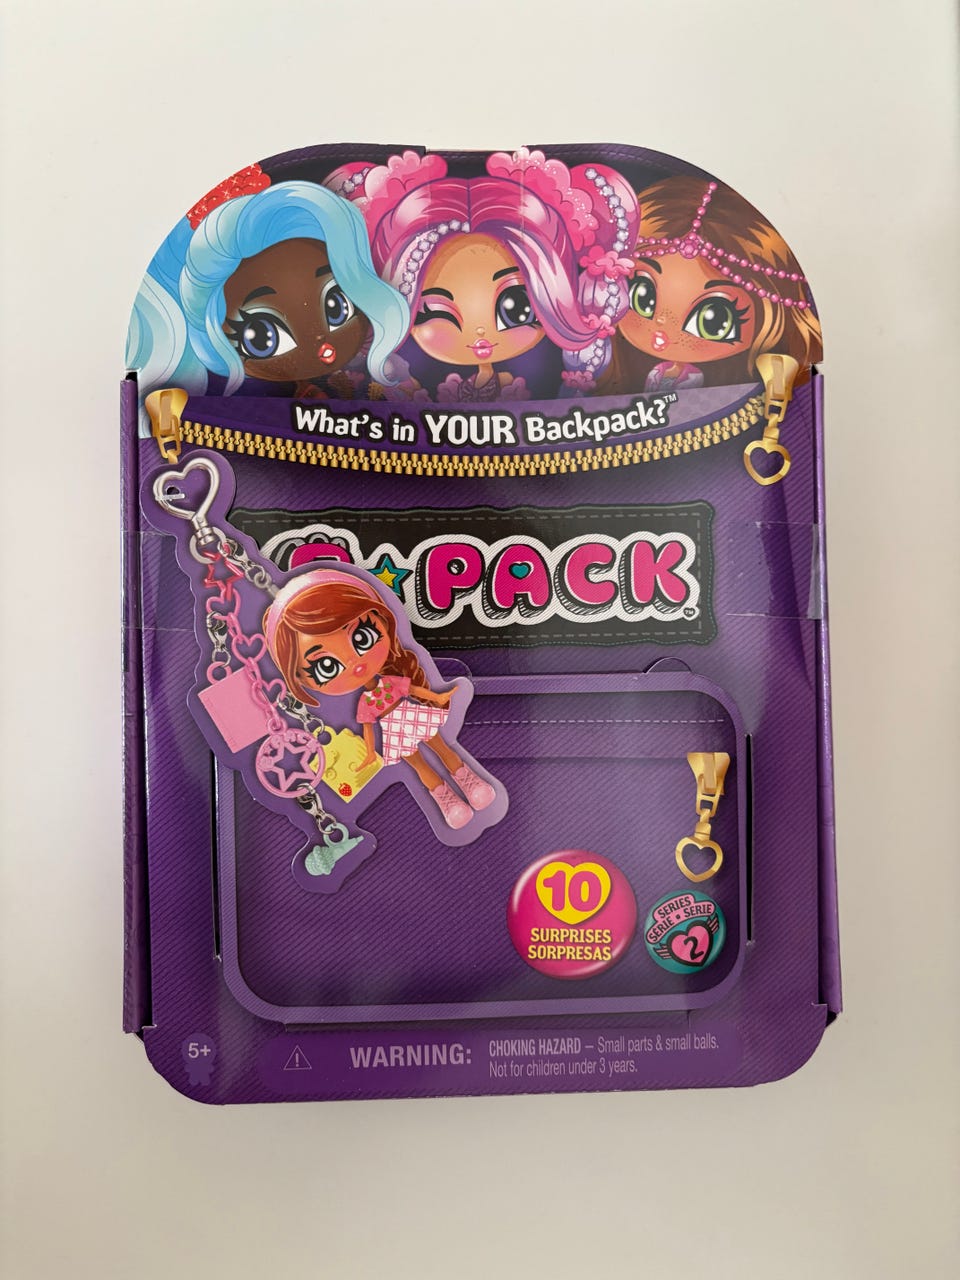 What's in YOUR Backpack?™
PACK™
10
SURPRISES
SORPRESAS
SERIES
SÉRIE • SERIE
2
5+
WARNING: CHOKING HAZARD – Small parts & small balls.
Not for children under 3 years.